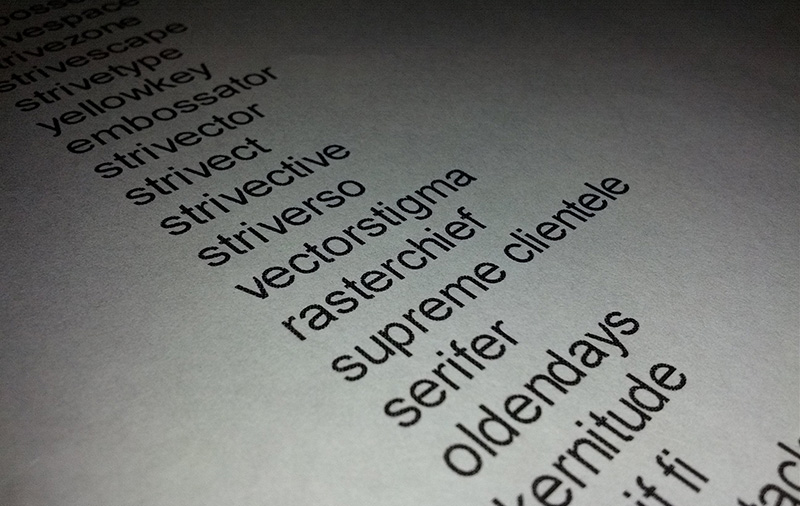 strivezone
strivescape
strivetype
yellowkey
embossator
strivector
strivect
strivective
striverso
vectorstigma
rasterchief
supreme clientele
serifer
oldendays
kernitude